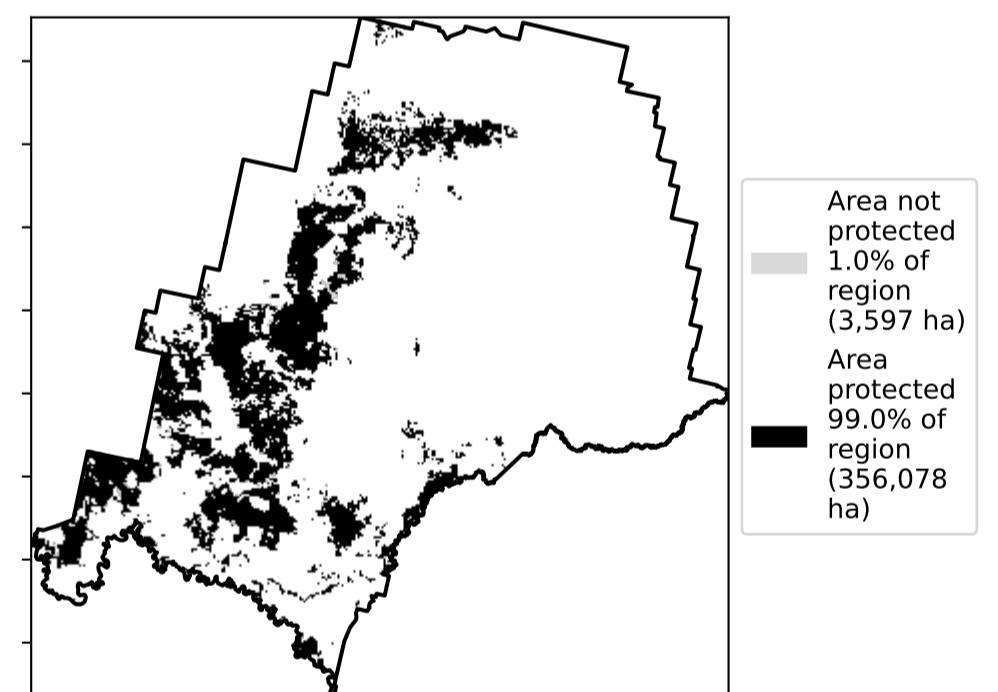 Area not
protected
1.0% of
region
(3,597 ha)
Area
protected
99.0% of
region
(356,078
ha)